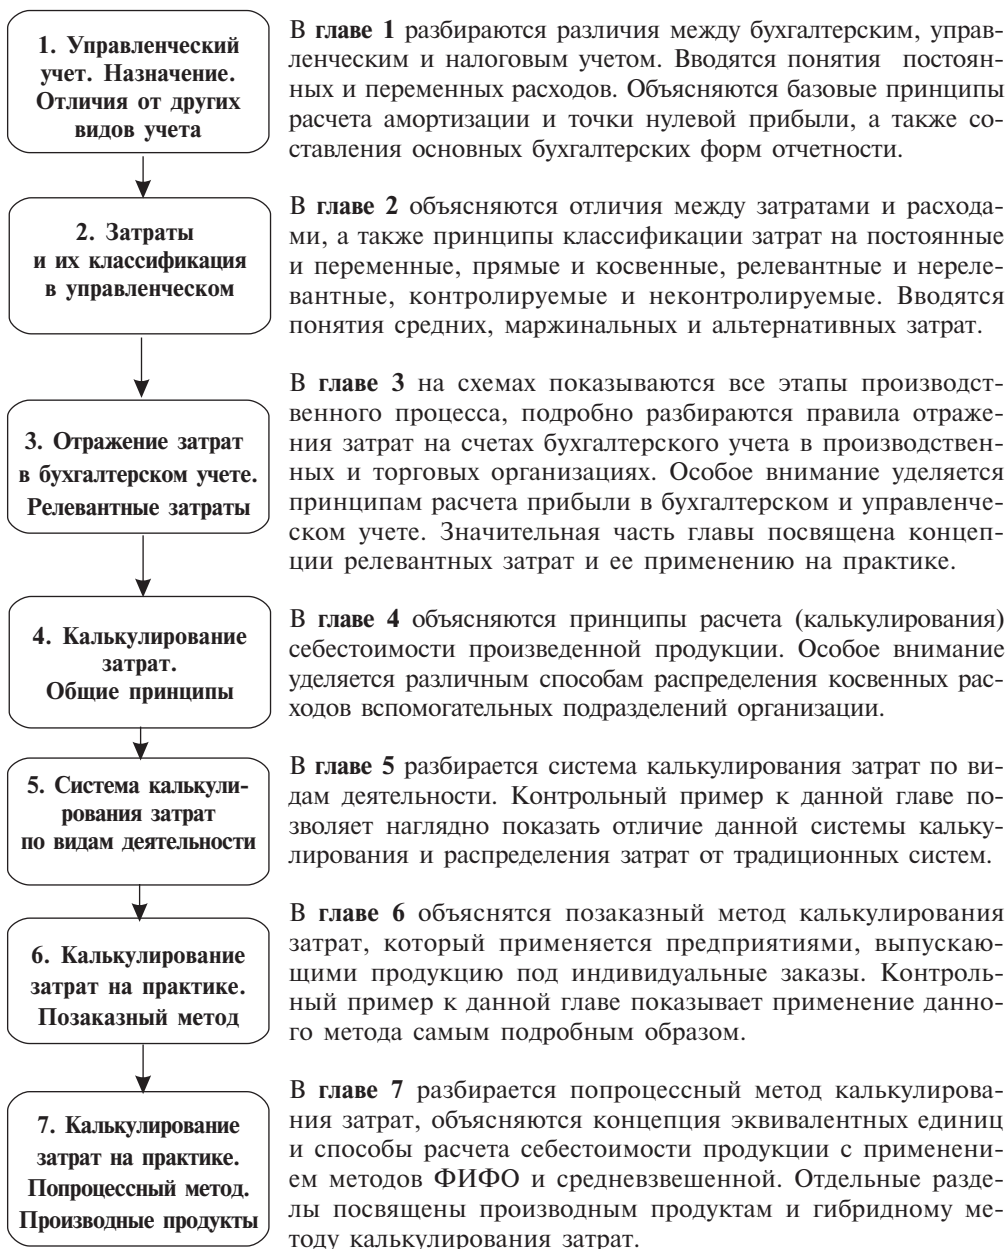 1. Управленческий
учет. Назначение.
Отличия от других
видов учета
В главе 1 разбираются различия между бухгалтерским, управ-
ленческим и налоговым учетом. Вводятся понятия постоян-
ных и переменных расходов. Объясняются базовые принципы
расчета амортизации и точки нулевой прибыли, а также со-
ставления основных бухгалтерских форм отчетности.
2. Затраты
и их классификация
в управленческом
В главе 2 объясняются отличия между затратами и расхода-
ми, а также принципы классификации затрат на постоянные
и переменные, прямые и косвенные, релевантные и нереле-
вантные, контролируемые и неконтролируемые. Вводятся
понятия средних, маржинальных и альтернативных затрат.
3. Отражение затрат
в бухгалтерском учете.
Релевантные затраты
В главе 3 на схемах показываются все этапы производст-
венного процесса, подробно разбираются правила отраже-
ния затрат на счетах бухгалтерского учета в производствен-
ных и торговых организациях. Особое внимание уделяется
принципам расчета прибыли в бухгалтерском и управленче-
ском учете. Значительная часть главы посвящена концеп-
ции релевантных затрат и ее применению на практике.
4. Калькулирование
затрат.
Общие принципы
В главе 4 объясняются принципы расчета (калькулирования)
себестоимости произведенной продукции. Особое внимание
уделяется различным способам распределения косвенных рас-
ходов вспомогательных подразделений организации.
5. Система калькули-
рования затрат
по видам деятельности
В главе 5 разбирается система калькулирования затрат по ви-
дам деятельности. Контрольный пример к данной главе по-
зволяет наглядно показать отличие данной системы кальку-
лирования и распределения затрат от традиционных систем.
6. Калькулирование
затрат на практике.
Позаказный метод
В главе 6 объяснятся позаказный метод калькулирования
затрат, который применяется предприятиями, выпускаю-
щими продукцию под индивидуальные заказы. Контроль-
ный пример к данной главе показывает применение данно-
го метода самым подробным образом.
7. Калькулирование
затрат на практике.
Попроцессный метод.
Производные продукты
В главе 7 разбирается попроцессный метод калькулирова-
ния затрат, объясняются концепция эквивалентных единиц
и способы расчета себестоимости продукции с применени-
ем методов ФИФО и средневзвешенной. Отдельные разде-
лы посвящены производным продуктам и гибридному ме-
тоду калькулирования затрат.